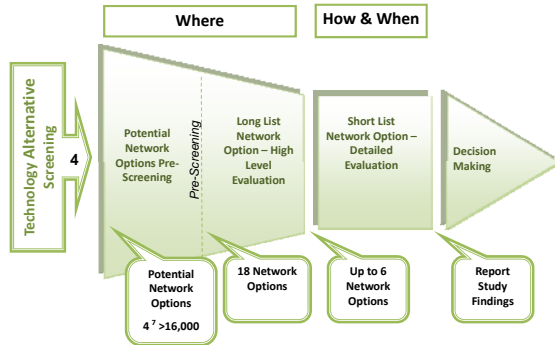 Where
How & When
Technology Alternative
Screening
4
Potential
Network
Options Pre-
Screening
Pre-Screening
Long List
Network
Option – High
Level
Evaluation
Short List
Network Option –
Detailed
Evaluation
Decision
Making
Potential
Network
Options
4 ⁷ >16,000
18 Network
Options
Up to 6
Network
Options
Report
Study
Findings